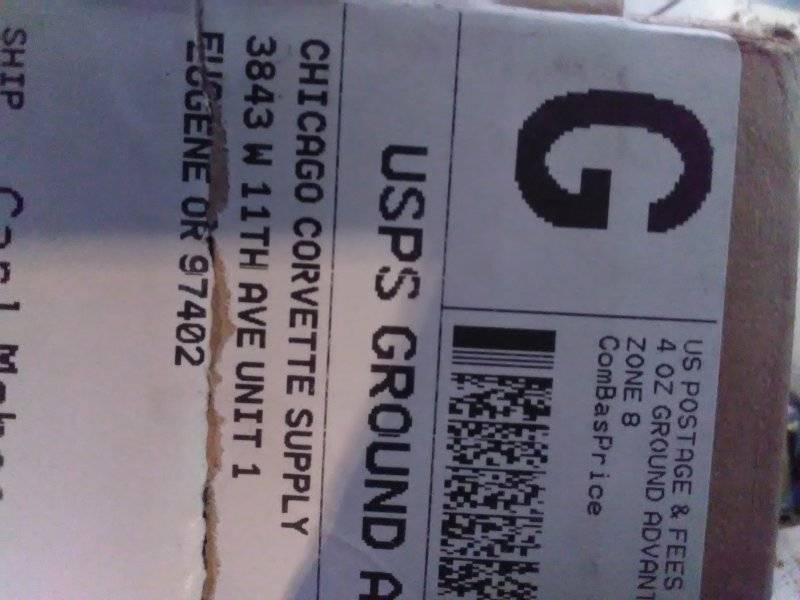 G
US POSTAGE & FEES
4 OZ GROUND ADVANT
ZONE 8
ComBasPrice
USPS GROUND A
CHICAGO CORVETTE SUPPLY
3843 W 11TH AVE UNIT 1
EUGENE OR 97402
SHIP